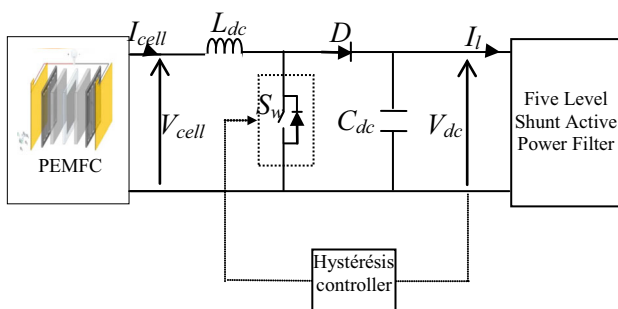 I_cell
L_dc
D
I_l
S_w
V_cell
C_dc
V_dc
PEMFC
Five Level
Shunt Active
Power Filter
Hystérésis
controller